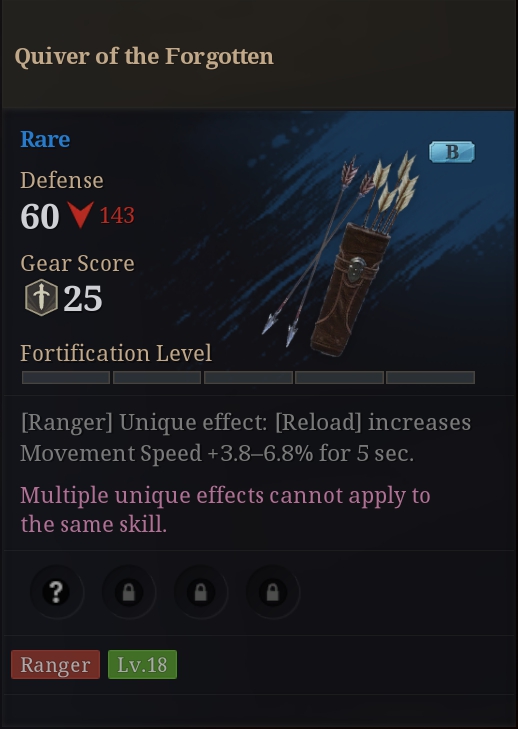 Quiver of the Forgotten
Rare
B
Defense
60 143
Gear Score
25
Fortification Level
[Ranger] Unique effect: [Reload] increases
Movement Speed +3.8–6.8% for 5 sec.
Multiple unique effects cannot apply to
the same skill.
?
Ranger Lv.18